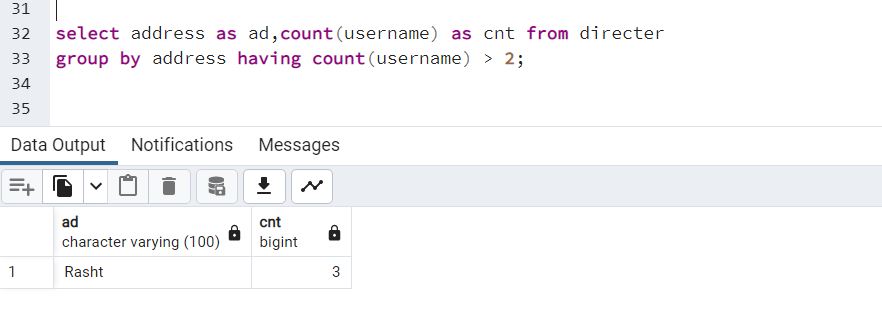 31
32 select address as ad,count(username) as cnt from directer
33 group by address having count(username) > 2;
34
35
Data Output Notifications Messages
ad cnt
character varying (100) bigint
1 Rasht 3